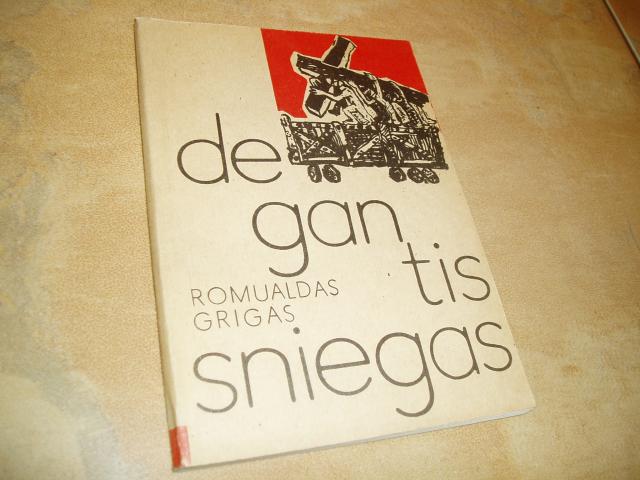 de
gan
tis
ROMUALDAS
GRIGAS
sniegas